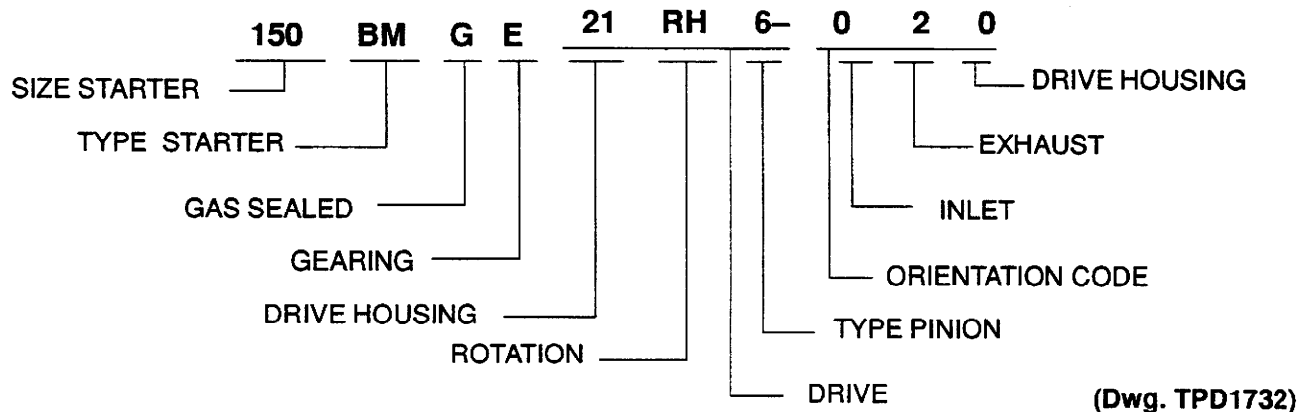 150 BM G E 21 RH 6– 0 2 0
SIZE STARTER DRIVE HOUSING
TYPE STARTER EXHAUST
GAS SEALED INLET
GEARING ORIENTATION CODE
DRIVE HOUSING TYPE PINION
ROTATION
DRIVE (Dwg. TPD1732)